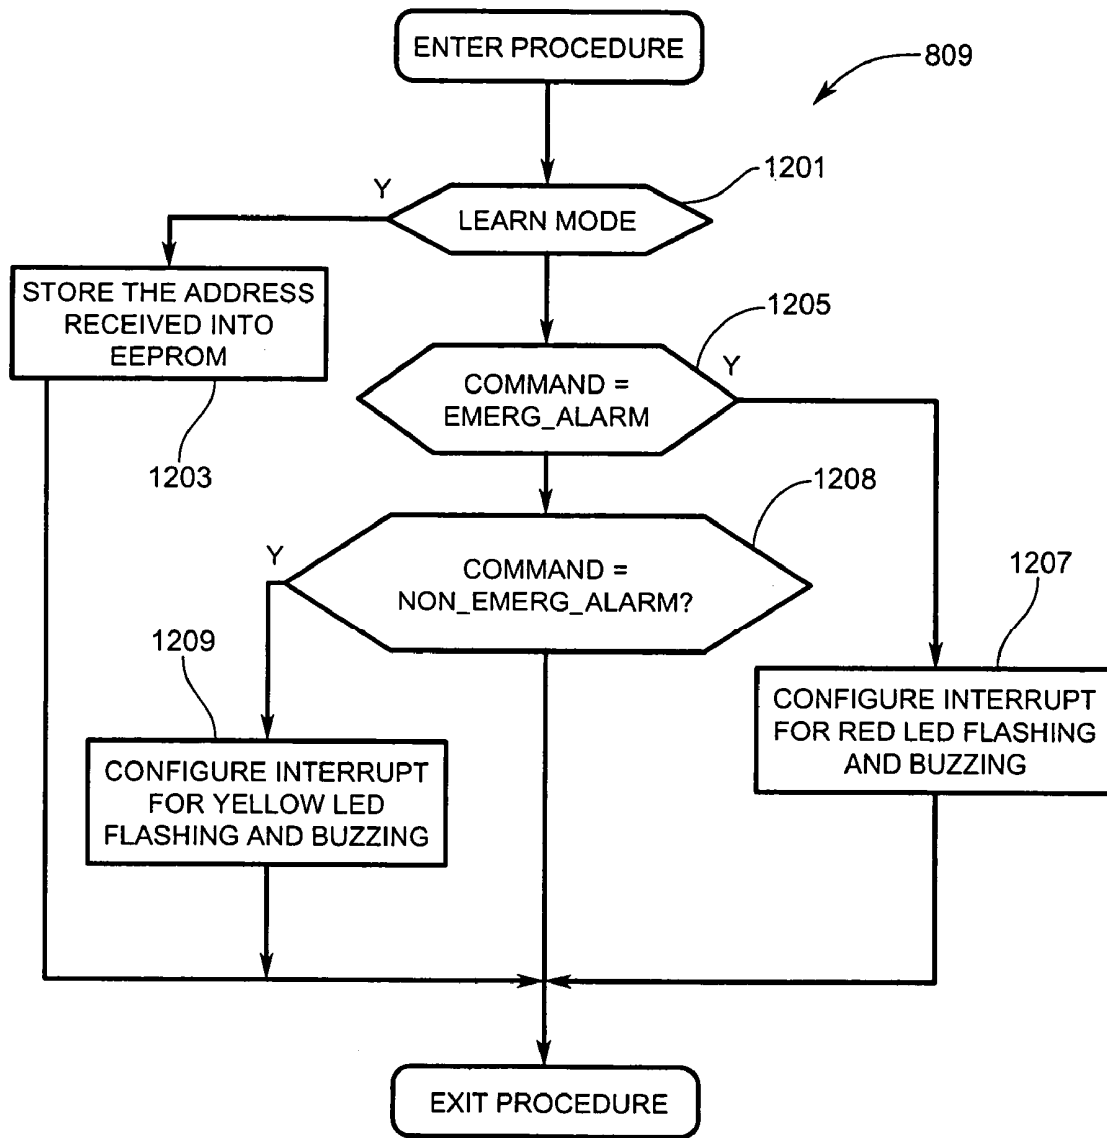 ENTER PROCEDURE
809
1201
Y
LEARN MODE
STORE THE ADDRESS
RECEIVED INTO
EEPROM
1203
1205
Y
COMMAND =
EMERG_ALARM
1208
Y
COMMAND =
NON_EMERG_ALARM?
1207
1209
CONFIGURE INTERRUPT
FOR RED LED FLASHING
AND BUZZING
CONFIGURE INTERRUPT
FOR YELLOW LED
FLASHING AND BUZZING
EXIT PROCEDURE